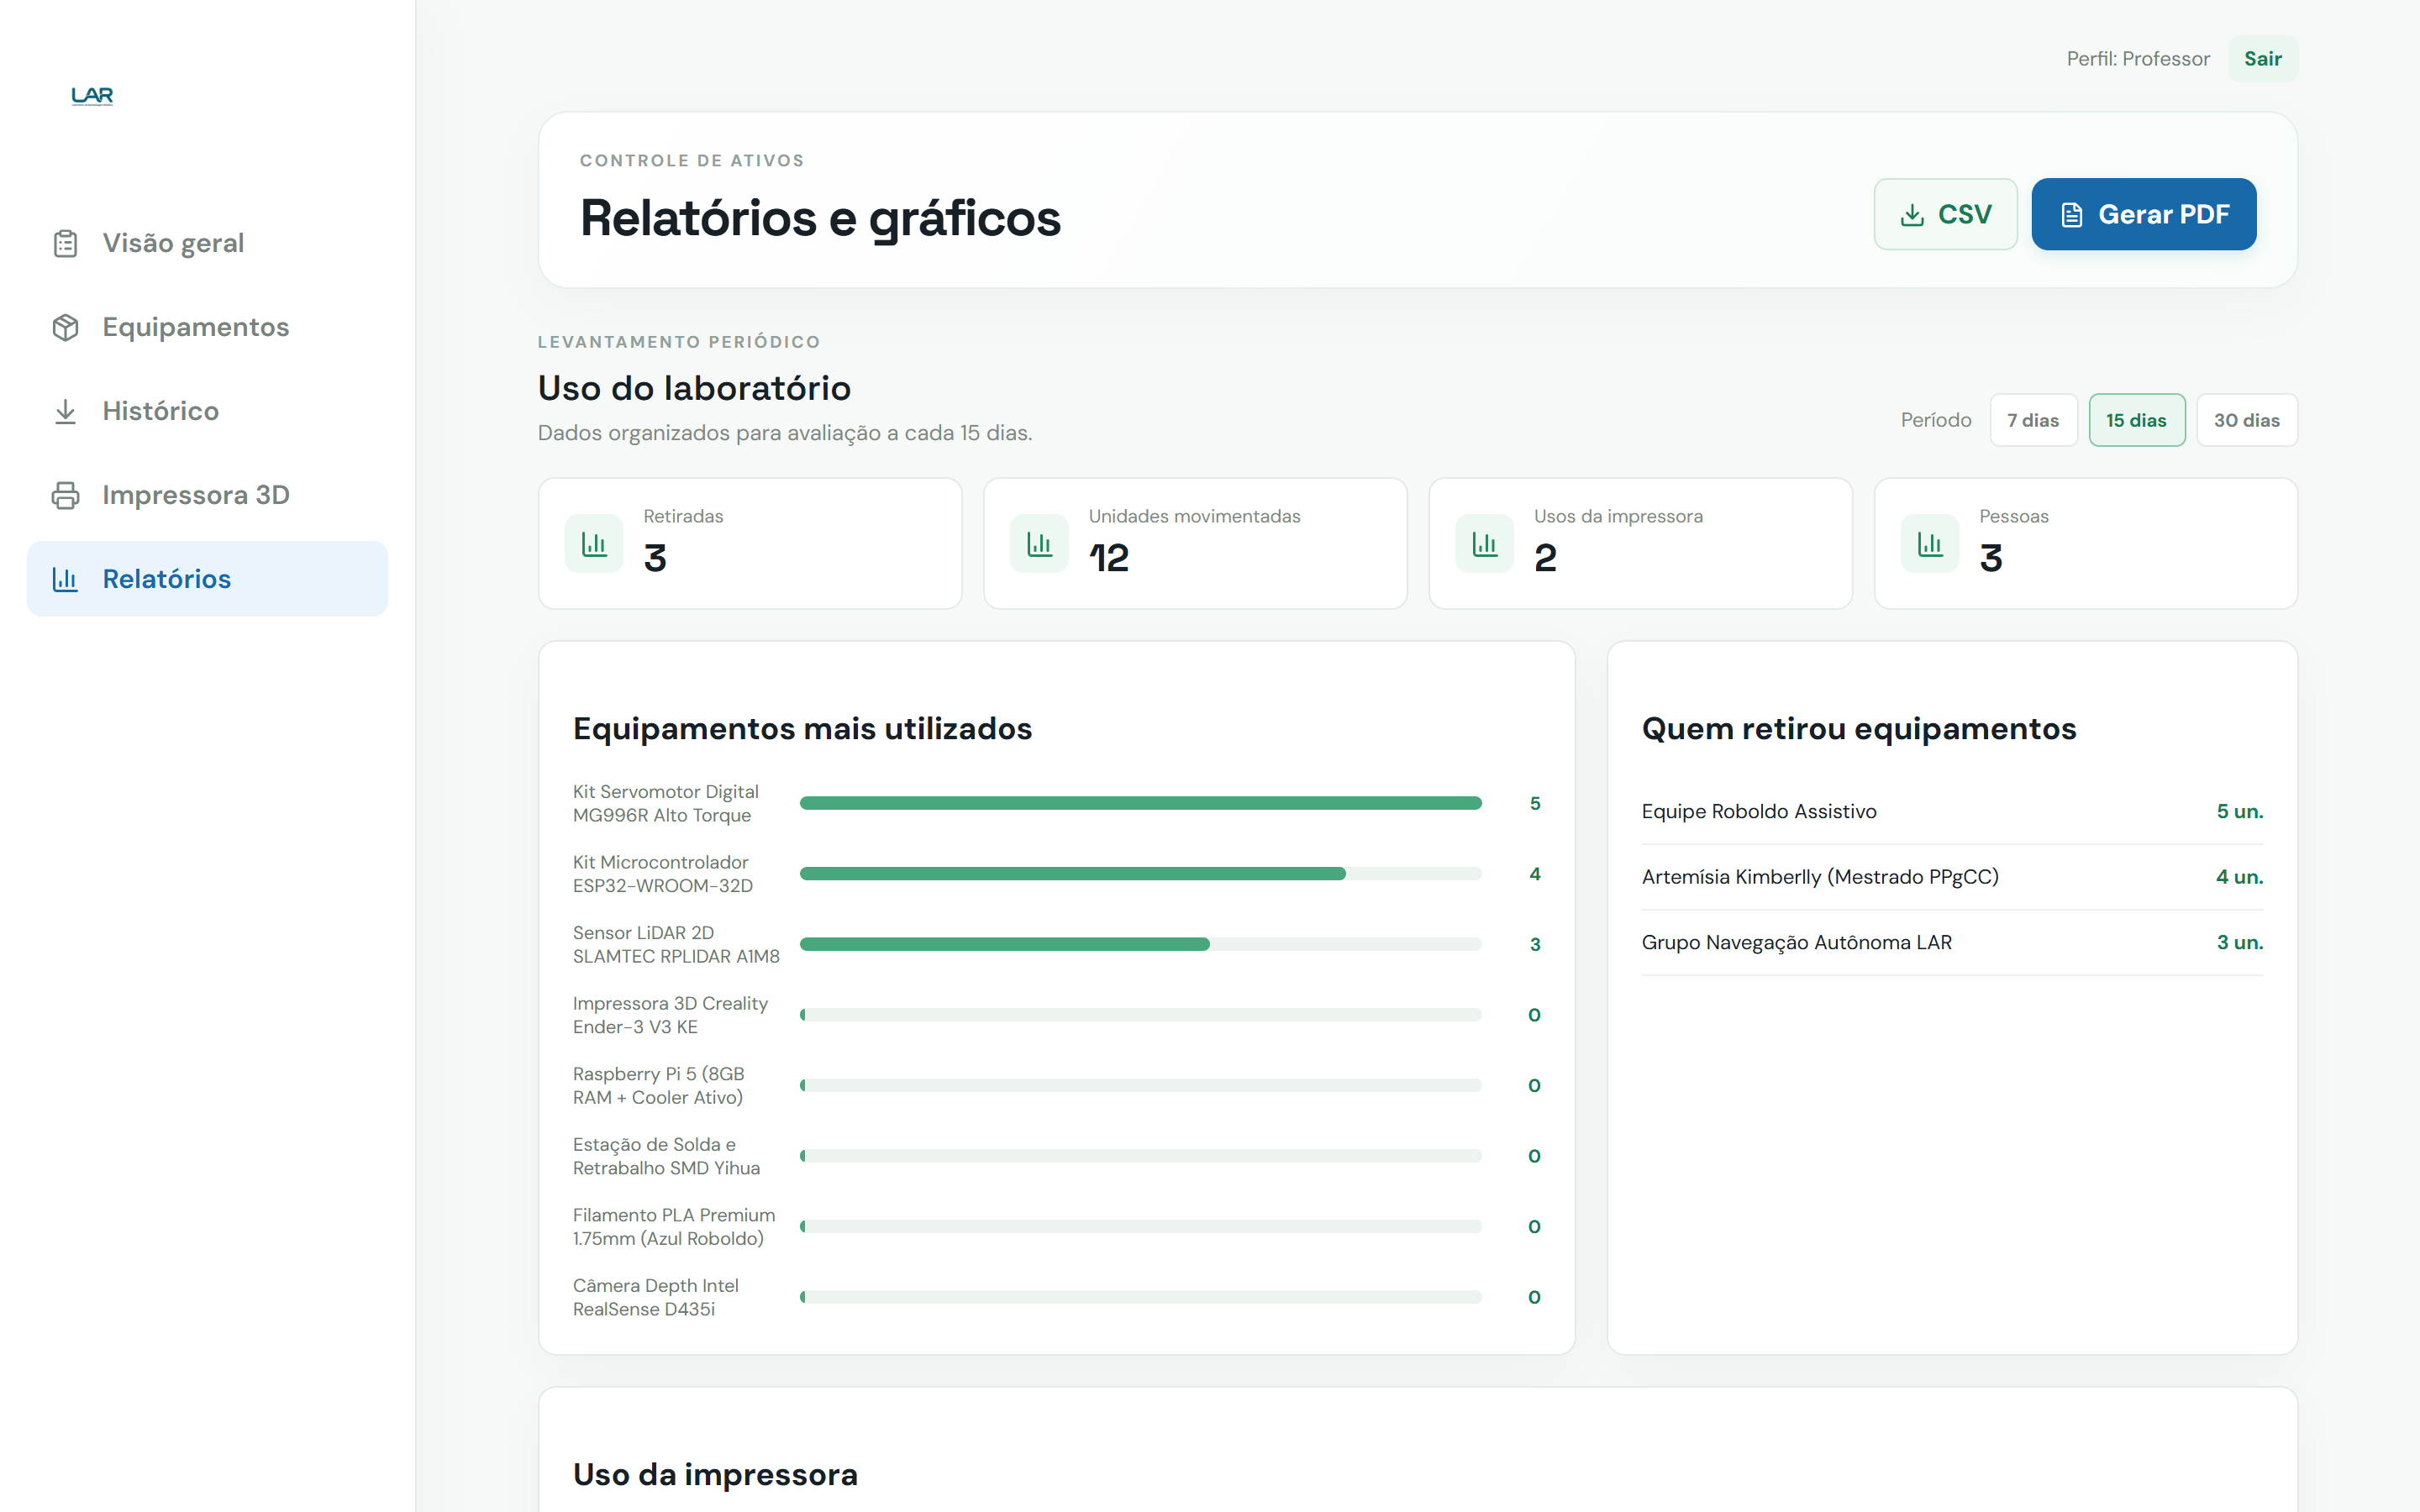 LAR
Visão geral
Equipamentos
Histórico
Impressora 3D
Relatórios
Perfil: Professor
Sair
CONTROLE DE ATIVOS
Relatórios e gráficos
CSV
Gerar PDF
LEVANTAMENTO PERIÓDICO
Uso do laboratório
Dados organizados para avaliação a cada 15 dias.
Período
7 dias
15 dias
30 dias
Retiradas
3
Unidades movimentadas
12
Usos da impressora
2
Pessoas
3
Equipamentos mais utilizados
Kit Servomotor Digital
MG996R Alto Torque
5
Kit Microcontrolador
ESP32-WROOM-32D
4
Sensor LiDAR 2D
SLAMTEC RPLIDAR A1M8
3
Impressora 3D Creality
Ender-3 V3 KE
0
Raspberry Pi 5 (8GB
RAM + Cooler Ativo)
0
Estação de Solda e
Retrabalho SMD Yihua
0
Filamento PLA Premium
1.75mm (Azul Roboldo)
0
Câmera Depth Intel
RealSense D435i
0
Quem retirou equipamentos
Equipe Roboldo Assistivo
5 un.
Artemísia Kimberlly (Mestrado PPgCC)
4 un.
Grupo Navegação Autônoma LAR
3 un.
Uso da impressora